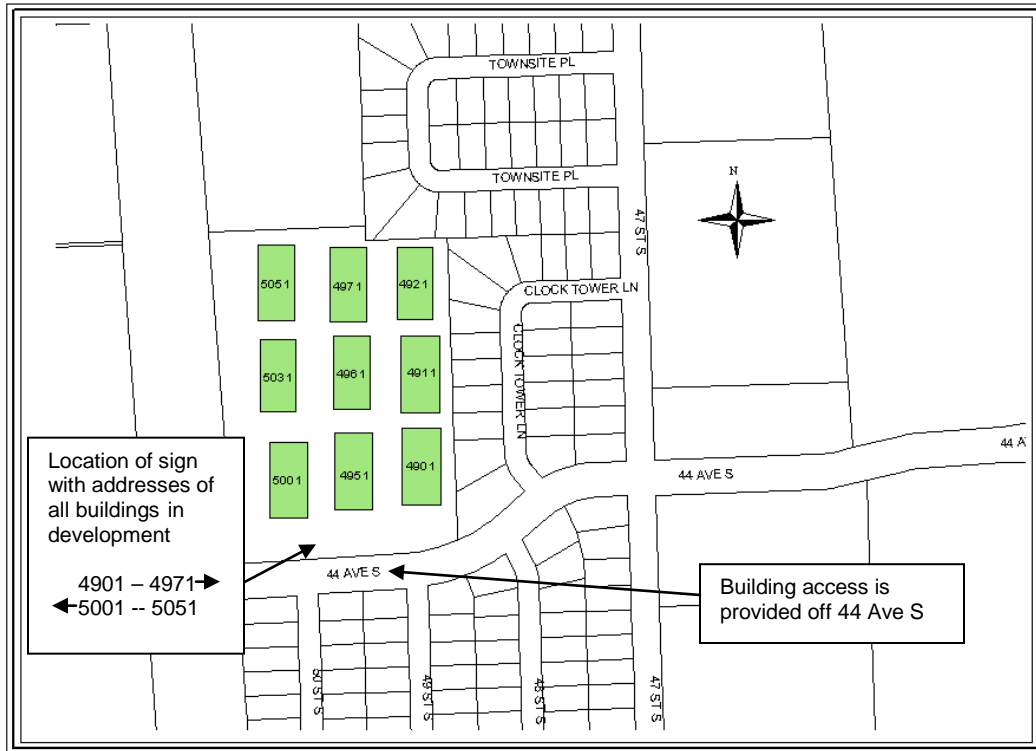 TOWNSITE PL
TOWNSITE PL
N
47 ST S
5051
4971
4921
CLOCK TOWER LN
CLOCK TOWER LN
5031
4961
4911
5001
4951
4901
44 AVE S
44 A
Location of sign
with addresses of
all buildings in
development
4901 – 4971
5001 -- 5051
44 AVE S
Building access is
provided off 44 Ave S
50 ST S
49 ST S
48 ST S
47 ST S